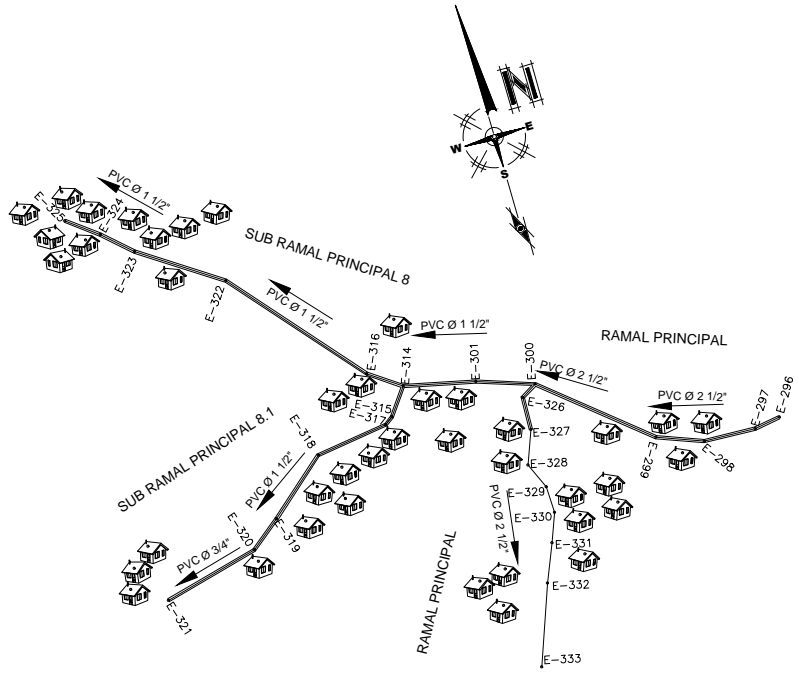 N
W
E
S
PVC Ø 1 1/2"
E-325
E-324
E-323
E-322
SUB RAMAL PRINCIPAL 8
PVC Ø 1 1/2"
PVC Ø 1 1/2"
E-316
E-314
E-301
E-300
RAMAL PRINCIPAL
PVC Ø 2 1/2"
PVC Ø 2 1/2"
E-297
E-296
E-298
E-299
E-326
E-327
E-328
E-329
E-330
E-331
E-332
E-333
PVC Ø 2 1/2"
RAMAL PRINCIPAL
E-315
E-317
E-318
SUB RAMAL PRINCIPAL 8.1
PVC Ø 1 1/2"
E-319
E-320
PVC Ø 3/4"
E-321